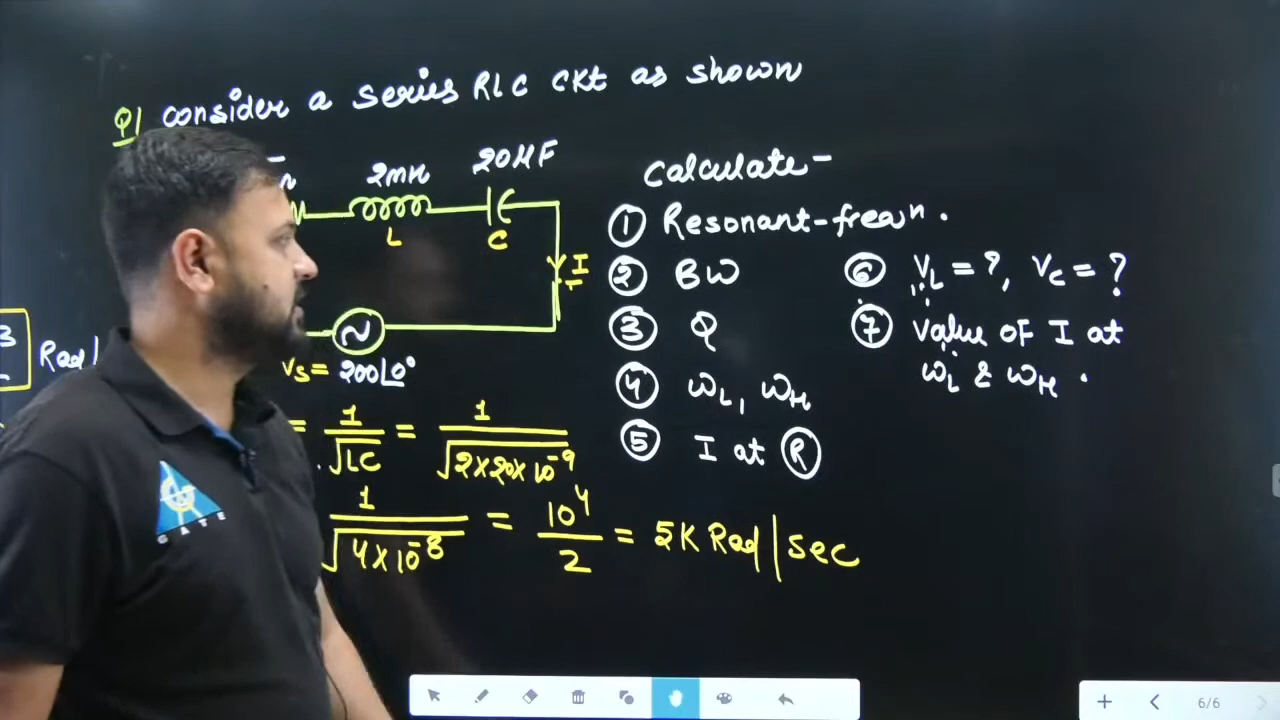 Q1 consider a series RLC CKt as shown
2mH 20μF
L C
I
Vs = 200∠0°
Rad/
3
= 1/√LC = 1/√2×20×10⁻⁹
1/√4×10⁻⁸ = 10⁴/2 = 5K Rad/sec
Calculate-
① Resonant-freqⁿ.
② BW
③ Q
④ ωL, ωH
⑤ I at Ⓡ
⑥ VL = ?, VC = ?
⑦ value of I at
ωL & ωH.
GATE
6/6